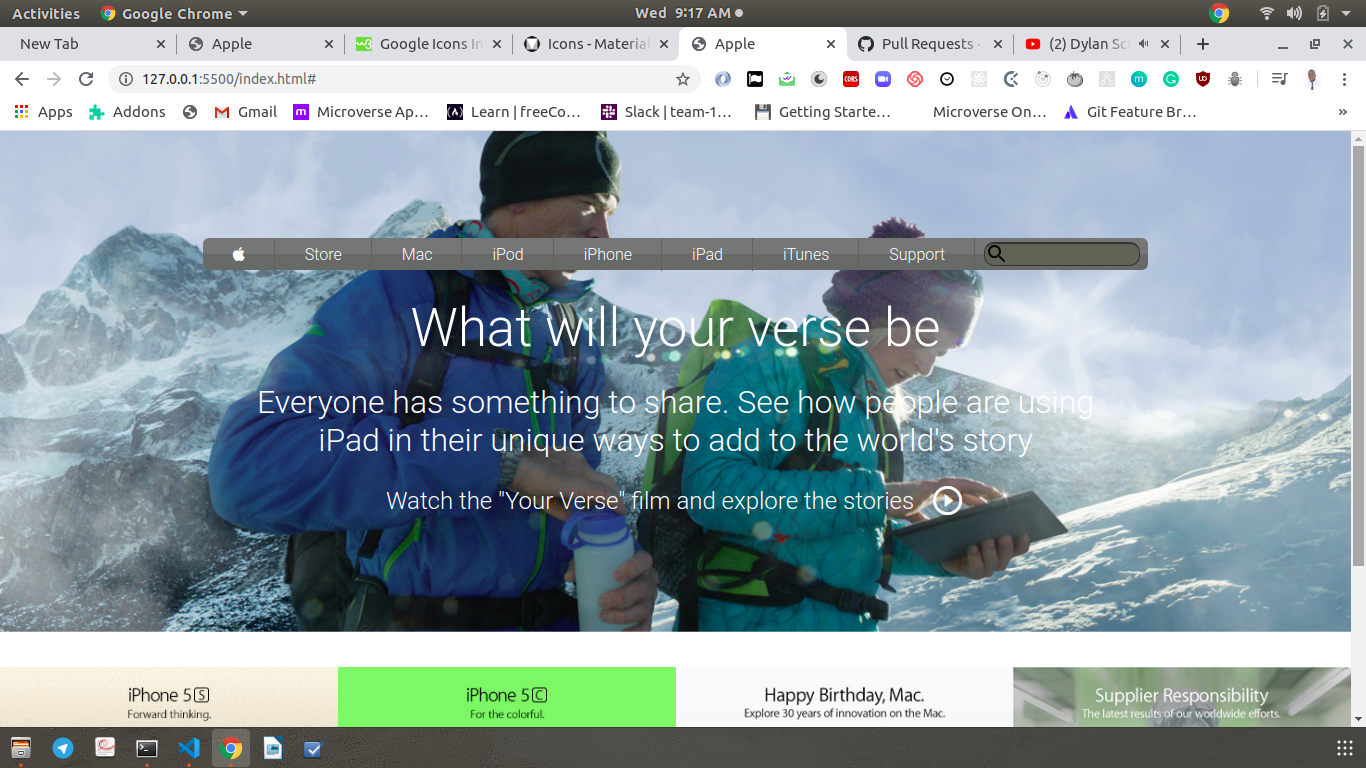 Activities Google Chrome Wed 9:17 AM
New Tab Apple Google Icons In Icons - Material Apple Pull Requests - (2) Dylan Sc
127.0.0.1:5500/index.html#
Apps Addons Gmail Microverse Ap… Learn | freeCo… Slack | team-1… Getting Starte… Microverse On… Git Feature Br… »
Store Mac iPod iPhone iPad iTunes Support
What will your verse be
Everyone has something to share. See how people are using
iPad in their unique ways to add to the world's story
Watch the "Your Verse" film and explore the stories
iPhone 5S
Forward thinking.
iPhone 5C
For the colorful.
Happy Birthday, Mac.
Explore 30 years of innovation on the Mac.
Supplier Responsibility
The latest results of our worldwide efforts.